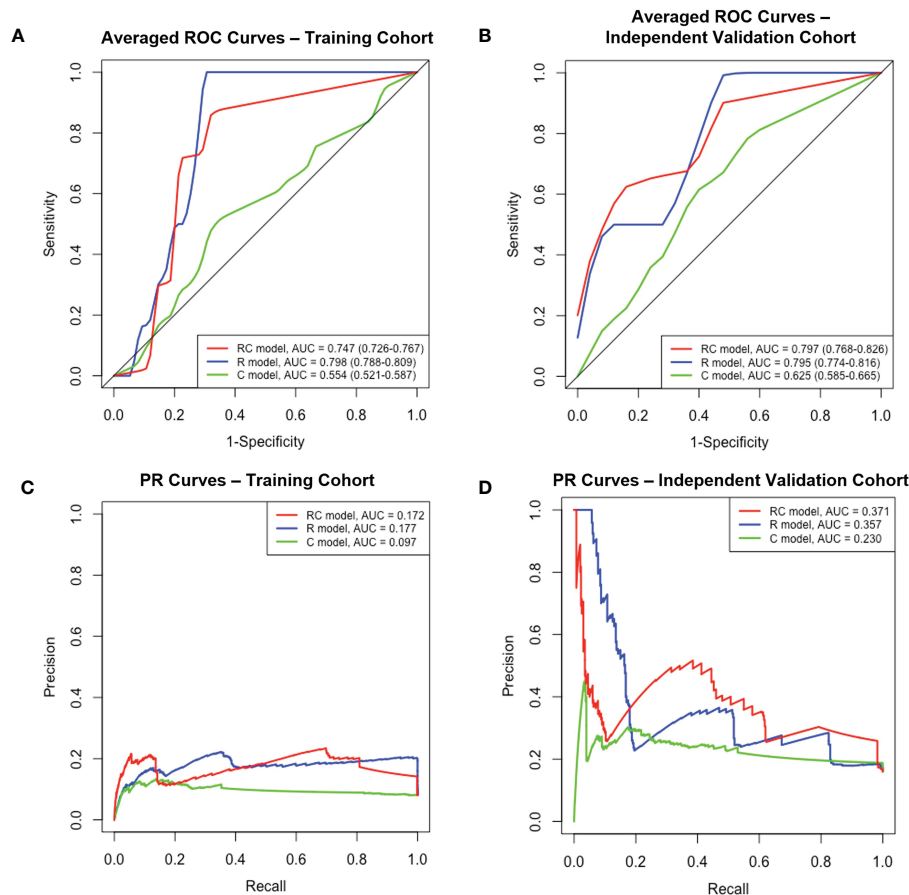 A
Averaged ROC Curves – Training Cohort
Sensitivity
1.0
0.8
0.6
0.4
0.2
0.0
RC model, AUC = 0.747 (0.726-0.767)
R model, AUC = 0.798 (0.788-0.809)
C model, AUC = 0.554 (0.521-0.587)
0.0 0.2 0.4 0.6 0.8 1.0
1-Specificity
B
Averaged ROC Curves –
Independent Validation Cohort
Sensitivity
1.0
0.8
0.6
0.4
0.2
0.0
RC model, AUC = 0.797 (0.768-0.826)
R model, AUC = 0.795 (0.774-0.816)
C model, AUC = 0.625 (0.585-0.665)
0.0 0.2 0.4 0.6 0.8 1.0
1-Specificity
C
PR Curves – Training Cohort
Precision
1.0
0.8
0.6
0.4
0.2
0.0
RC model, AUC = 0.172
R model, AUC = 0.177
C model, AUC = 0.097
0.0 0.2 0.4 0.6 0.8 1.0
Recall
D
PR Curves – Independent Validation Cohort
Precision
1.0
0.8
0.6
0.4
0.2
0.0
RC model, AUC = 0.371
R model, AUC = 0.357
C model, AUC = 0.230
0.0 0.2 0.4 0.6 0.8 1.0
Recall